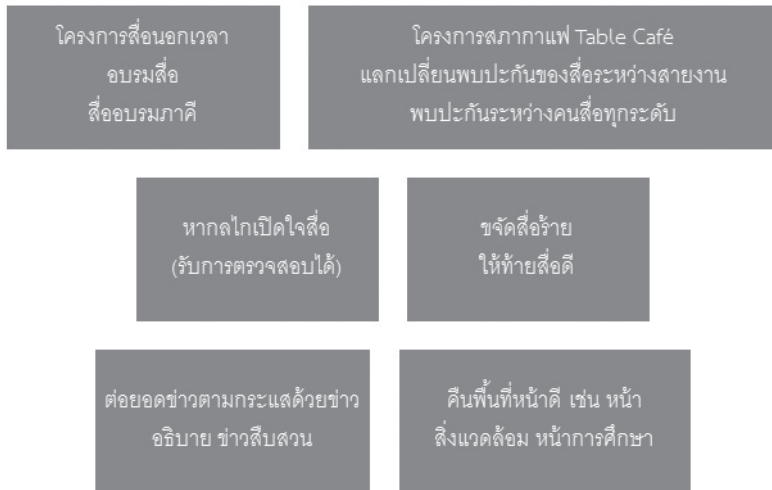 โครงการสื่อนอกเวลา
อบรมสื่อ
สื่ออบรมภาคี
โครงการสภากาแฟ Table Café
แลกเปลี่ยนพบปะกันของสื่อระหว่างสายงาน
พบปะกันระหว่างคนสื่อทุกระดับ
หากลไกเปิดใจสื่อ
(รับการตรวจสอบได้)
ขจัดสื่อร้าย
ให้ท้ายสื่อดี
ต่อยอดข่าวตามกระแสด้วยข่าว
อธิบาย ข่าวสืบสวน
คืนพื้นที่หน้าดี เช่น หน้า
สิ่งแวดล้อม หน้าการศึกษา